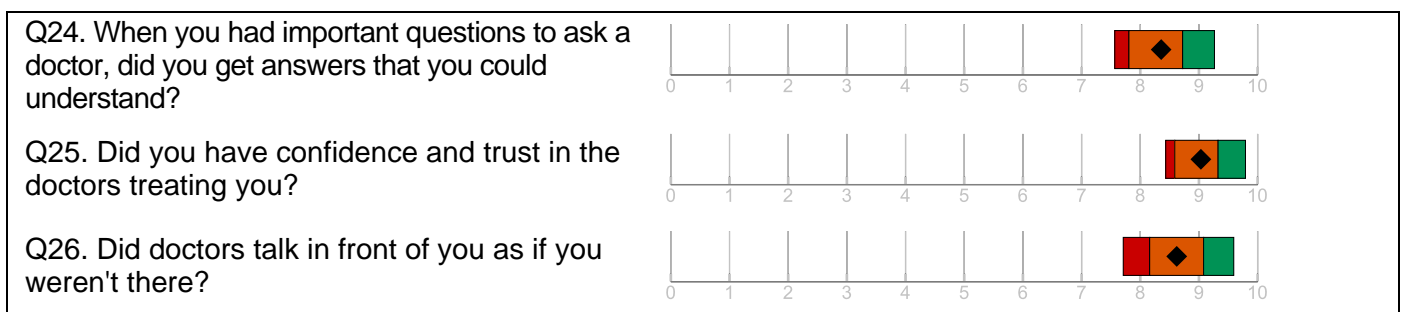 Q24. When you had important questions to ask a
doctor, did you get answers that you could
understand?
0 1 2 3 4 5 6 7 8 9 10
Q25. Did you have confidence and trust in the
doctors treating you?
0 1 2 3 4 5 6 7 8 9 10
Q26. Did doctors talk in front of you as if you
weren't there?
0 1 2 3 4 5 6 7 8 9 10